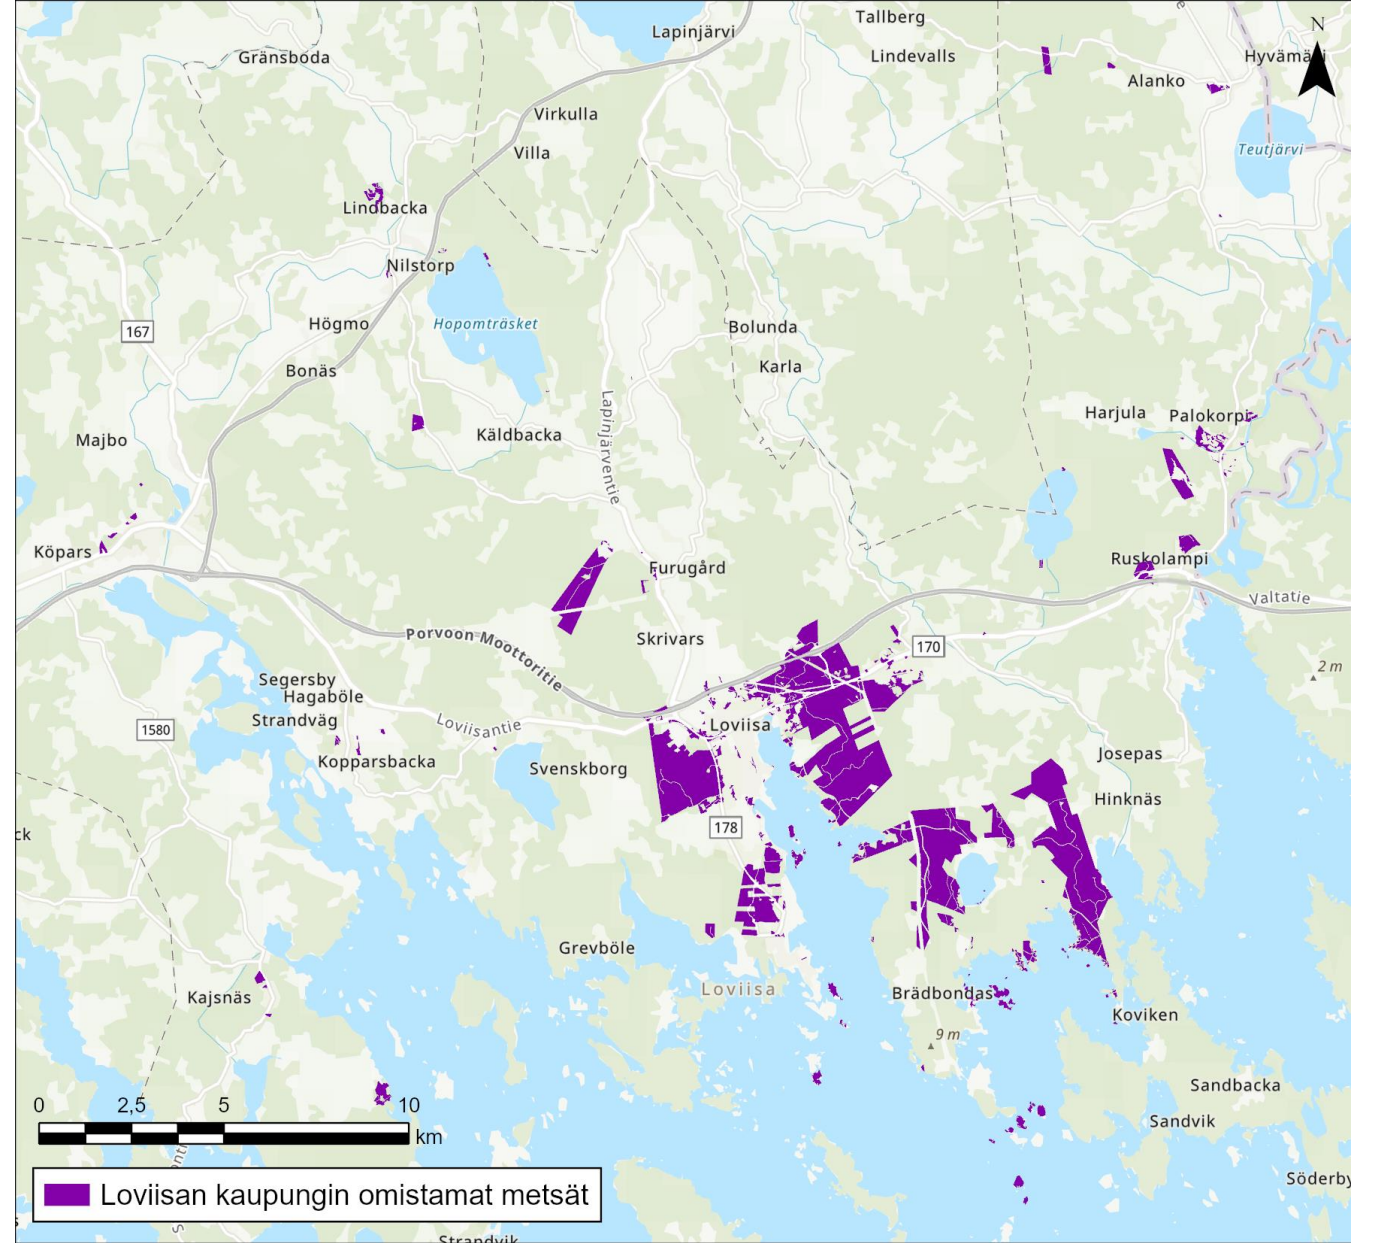 Lapinjärvi
Tallberg
N
Gränsboda
Lindevalls
Hyvämä
Alanko
Virkulla
Villa
Teutjärvi
Lindbacka
Nilstorp
Högmo
Hopomträsket
Bolunda
167
Bonäs
Karla
Lapinjärventie
Harjula
Palokorpi
Majbo
Käldbacka
Köpars
Furugård
Ruskolampi
Valtatie
Porvoon Moottoritie
Skrivars
170
2 m
Segersby
Hagaböle
Strandväg
Loviisantie
Loviisa
1580
Kopparsbacka
Svenskborg
Josepas
Hinknäs
178
ck
Grevböle
Loviisa
Kajsnäs
Brädbondas
Koviken
9 m
Sandbacka
Sandvik
0 2,5 5 10
km
Söderby
Loviisan kaupungin omistamat metsät
Strandvik